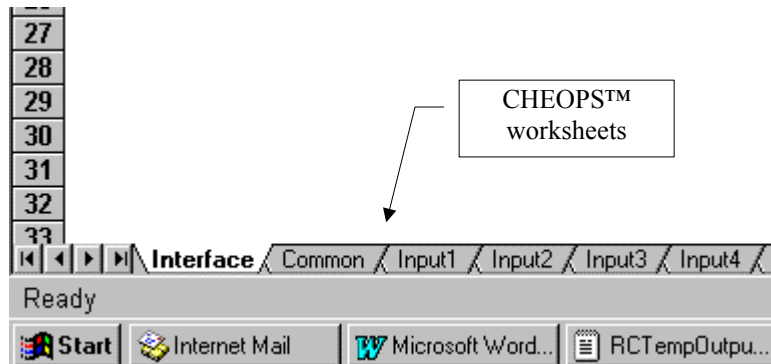 27
28
29
30
31
32
33
CHEOPS™
worksheets
Interface Common Input1 Input2 Input3 Input4
Ready
Start Internet Mail Microsoft Word... RCTempOutpu...